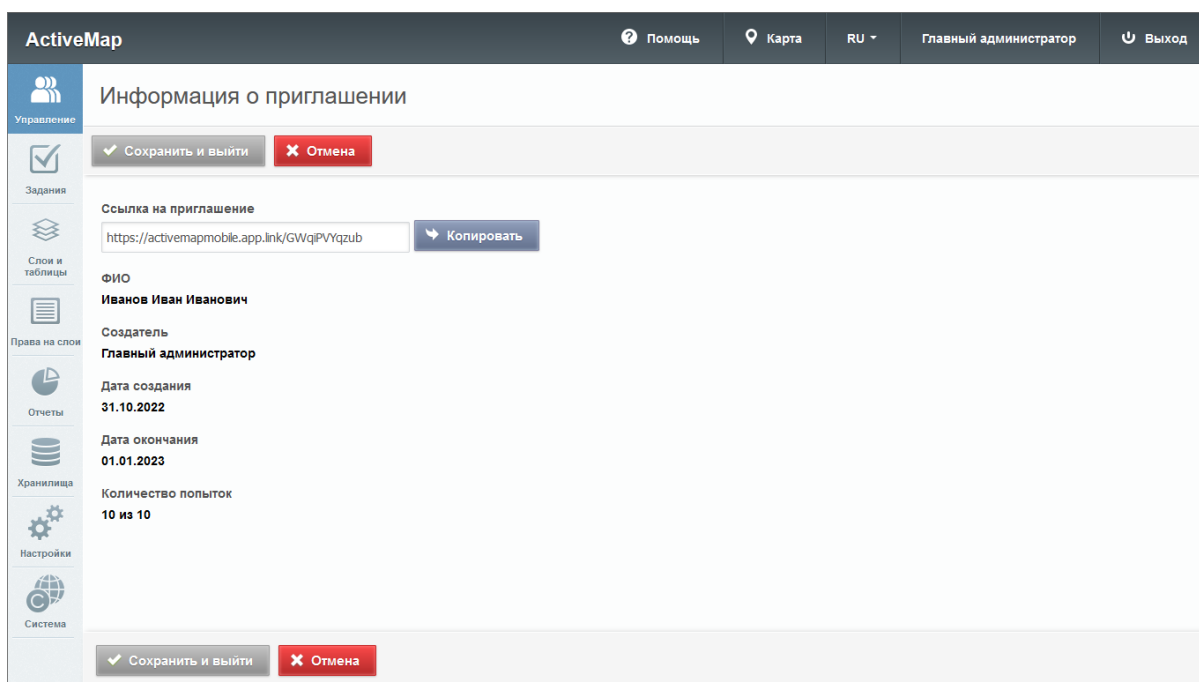 ActiveMap
Помощь
Карта
RU
Главный администратор
Выход
Управление
Задания
Слои и
таблицы
Права на слои
Отчеты
Хранилища
Настройки
Система
Информация о приглашении
Сохранить и выйти
Отмена
Ссылка на приглашение
https://activemapmobile.app.link/GWqiPVYqzub
Копировать
ФИО
Иванов Иван Иванович
Создатель
Главный администратор
Дата создания
31.10.2022
Дата окончания
01.01.2023
Количество попыток
10 из 10
Сохранить и выйти
Отмена